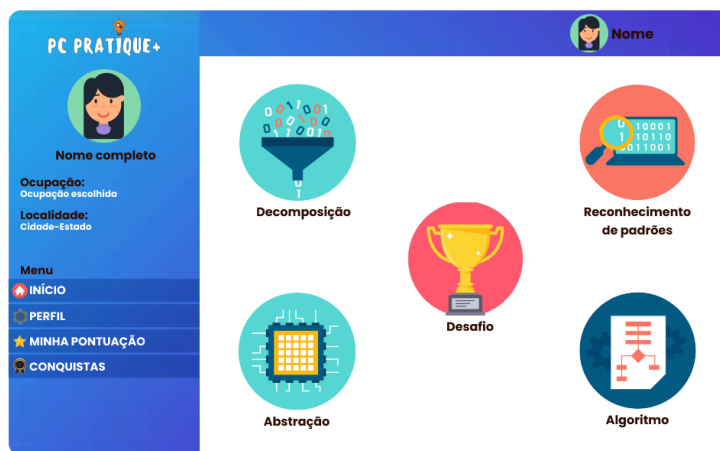 PC PRATIQUE+
Nome
Nome completo
Ocupação:
Ocupação escolhida
Localidade:
Cidade-Estado
Menu
INÍCIO
PERFIL
MINHA PONTUAÇÃO
CONQUISTAS
Decomposição
Reconhecimento
de padrões
Desafio
Abstração
Algoritmo